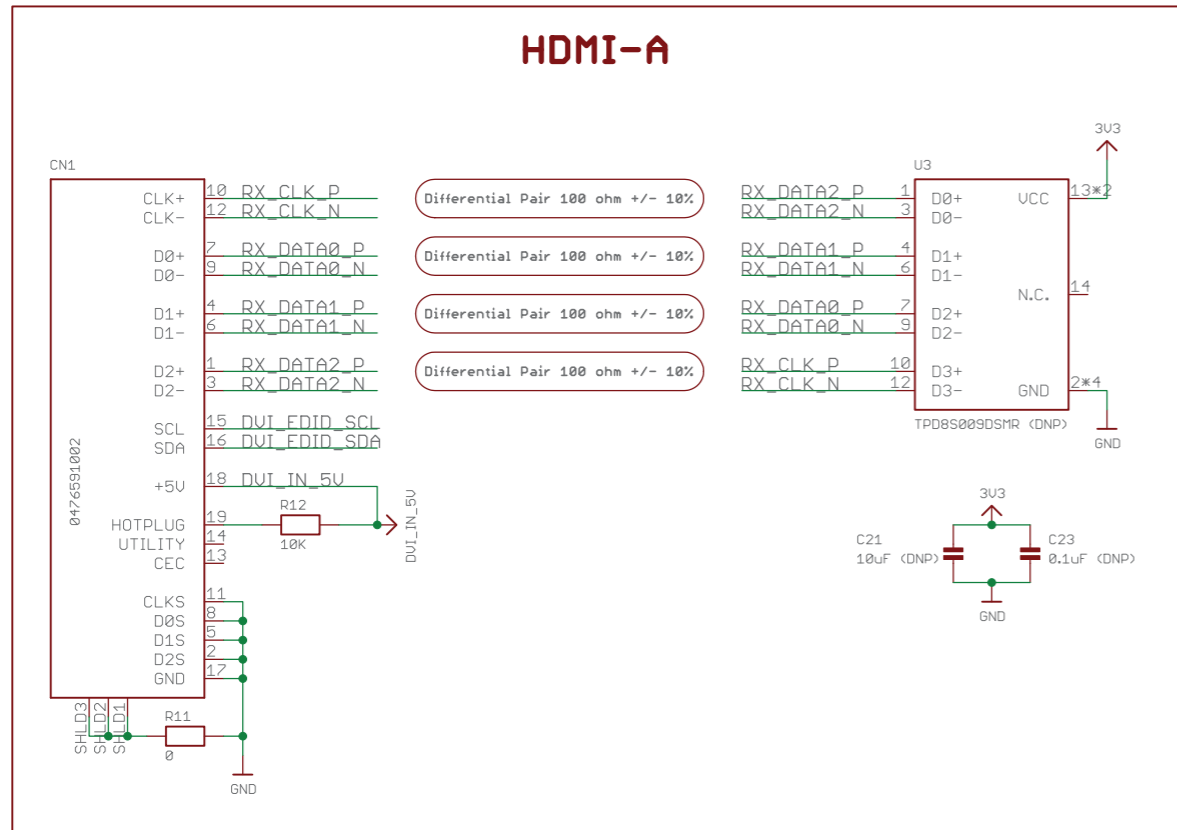 HDMI-A
CN1
CLK+ 10 RX_CLK_P
CLK- 12 RX_CLK_N
D0+ 7 RX_DATA0_P
D0- 9 RX_DATA0_N
D1+ 4 RX_DATA1_P
D1- 6 RX_DATA1_N
D2+ 1 RX_DATA2_P
D2- 3 RX_DATA2_N
SCL 15 DVI_EDID_SCL
SDA 16 DVI_EDID_SDA
+5V 18 DVI_IN_5V
HOTPLUG 19
UTILITY 14
CEC 13
CLKS 11
D0S 8
D1S 5
D2S 2
GND 17
0476591002
R12
10K
DVI_IN_5V
SHLD3
SHLD2
SHLD1
R11
0
GND
Differential Pair 100 ohm +/- 10%
Differential Pair 100 ohm +/- 10%
Differential Pair 100 ohm +/- 10%
Differential Pair 100 ohm +/- 10%
3V3
U3
RX_DATA2_P 1 D0+
RX_DATA2_N 3 D0-
RX_DATA1_P 4 D1+
RX_DATA1_N 6 D1-
RX_DATA0_P 7 D2+
RX_DATA0_N 9 D2-
RX_CLK_P 10 D3+
RX_CLK_N 12 D3-
VCC 13*2
N.C. 14
GND 2*4
TPD8S009DSMR (DNP)
GND
3V3
C21
10uF (DNP)
C23
0.1uF (DNP)
GND